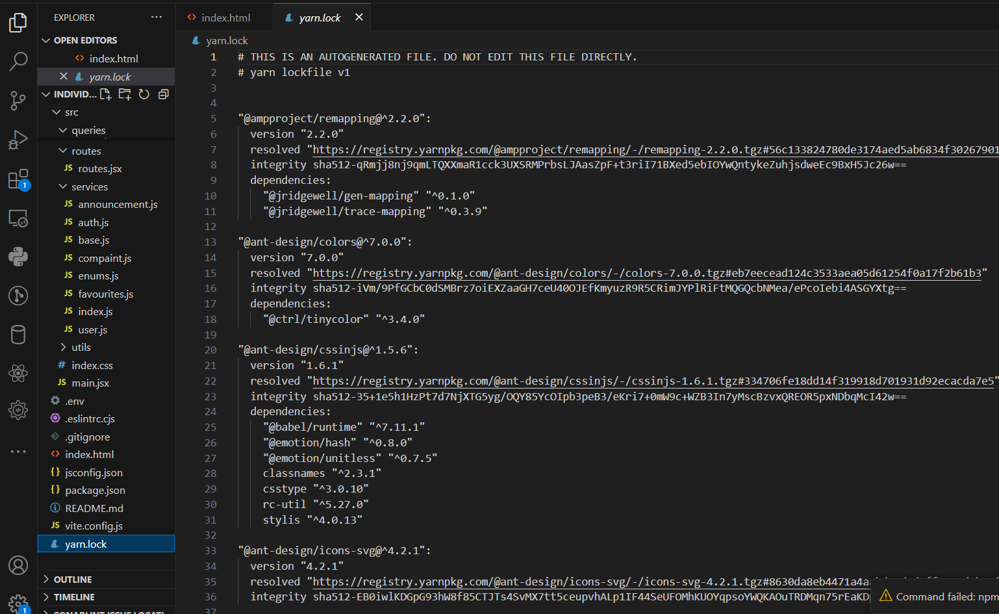 EXPLORER
OPEN EDITORS
index.html
yarn.lock
INDIVID...
src
queries
routes
JS routes.jsx
services
JS announcement.js
JS auth.js
JS base.js
JS compaint.js
JS enums.js
JS favourites.js
JS index.js
JS user.js
utils
# index.css
JS main.jsx
.env
.eslintrc.cjs
.gitignore
index.html
{} jsconfig.json
{} package.json
README.md
JS vite.config.js
yarn.lock
OUTLINE
TIMELINE
1
1
index.html
yarn.lock
yarn.lock
1 # THIS IS AN AUTOGENERATED FILE. DO NOT EDIT THIS FILE DIRECTLY.
2 # yarn lockfile v1
3
4
5 "@ampproject/remapping@^2.2.0":
6 version "2.2.0"
7 resolved "https://registry.yarnpkg.com/@ampproject/remapping/-/remapping-2.2.0.tgz#56c133824780de3174aed5ab6834f30267901
8 integrity sha512-qRmjj8nj9qmLTQXXmaR1cck3UXSRMPrbsLJAasZpF+t3riI71BXed5ebIOYwQntykeZuhjsdweEc9BxH5Jc26w==
9 dependencies:
10 "@jridgewell/gen-mapping" "^0.1.0"
11 "@jridgewell/trace-mapping" "^0.3.9"
12
13 "@ant-design/colors@^7.0.0":
14 version "7.0.0"
15 resolved "https://registry.yarnpkg.com/@ant-design/colors/-/colors-7.0.0.tgz#eb7eecead124c3533aea05d61254f0a17f2b61b3"
16 integrity sha512-iVm/9PfGCbC0dSMBrz7oiEXZaaGH7ceU40OJEfKmyuzR9R5CRimJYPlRiFtMQGQcbNMea/ePcoIebi4ASGYXtg==
17 dependencies:
18 "@ctrl/tinycolor" "^3.4.0"
19
20 "@ant-design/cssinjs@^1.5.6":
21 version "1.6.1"
22 resolved "https://registry.yarnpkg.com/@ant-design/cssinjs/-/cssinjs-1.6.1.tgz#334706fe18dd14f319918d701931d92ecacda7e5"
23 integrity sha512-35+1e5h1HzPt7d7NjXTG5yg/OQY85YcOIpb3peB3/eKri7+0mW9c+WZB3In7yMscBzvxQREOR5pxNDbqMcI42w==
24 dependencies:
25 "@babel/runtime" "^7.11.1"
26 "@emotion/hash" "^0.8.0"
27 "@emotion/unitless" "^0.7.5"
28 classnames "^2.3.1"
29 csstype "^3.0.10"
30 rc-util "^5.27.0"
31 stylis "^4.0.13"
32
33 "@ant-design/icons-svg@^4.2.1":
34 version "4.2.1"
35 resolved "https://registry.yarnpkg.com/@ant-design/icons-svg/-/icons-svg-4.2.1.tgz#8630da8eb4471a4aa
36 integrity sha512-EB0iwlKDGpG93hW8f85CTJTs4SvMX7tt5ceupvhALp1IF44SeUFOMhKUOYqpsoYWQKAOuTRDMqn75rEaKDp
37
Command failed: npm